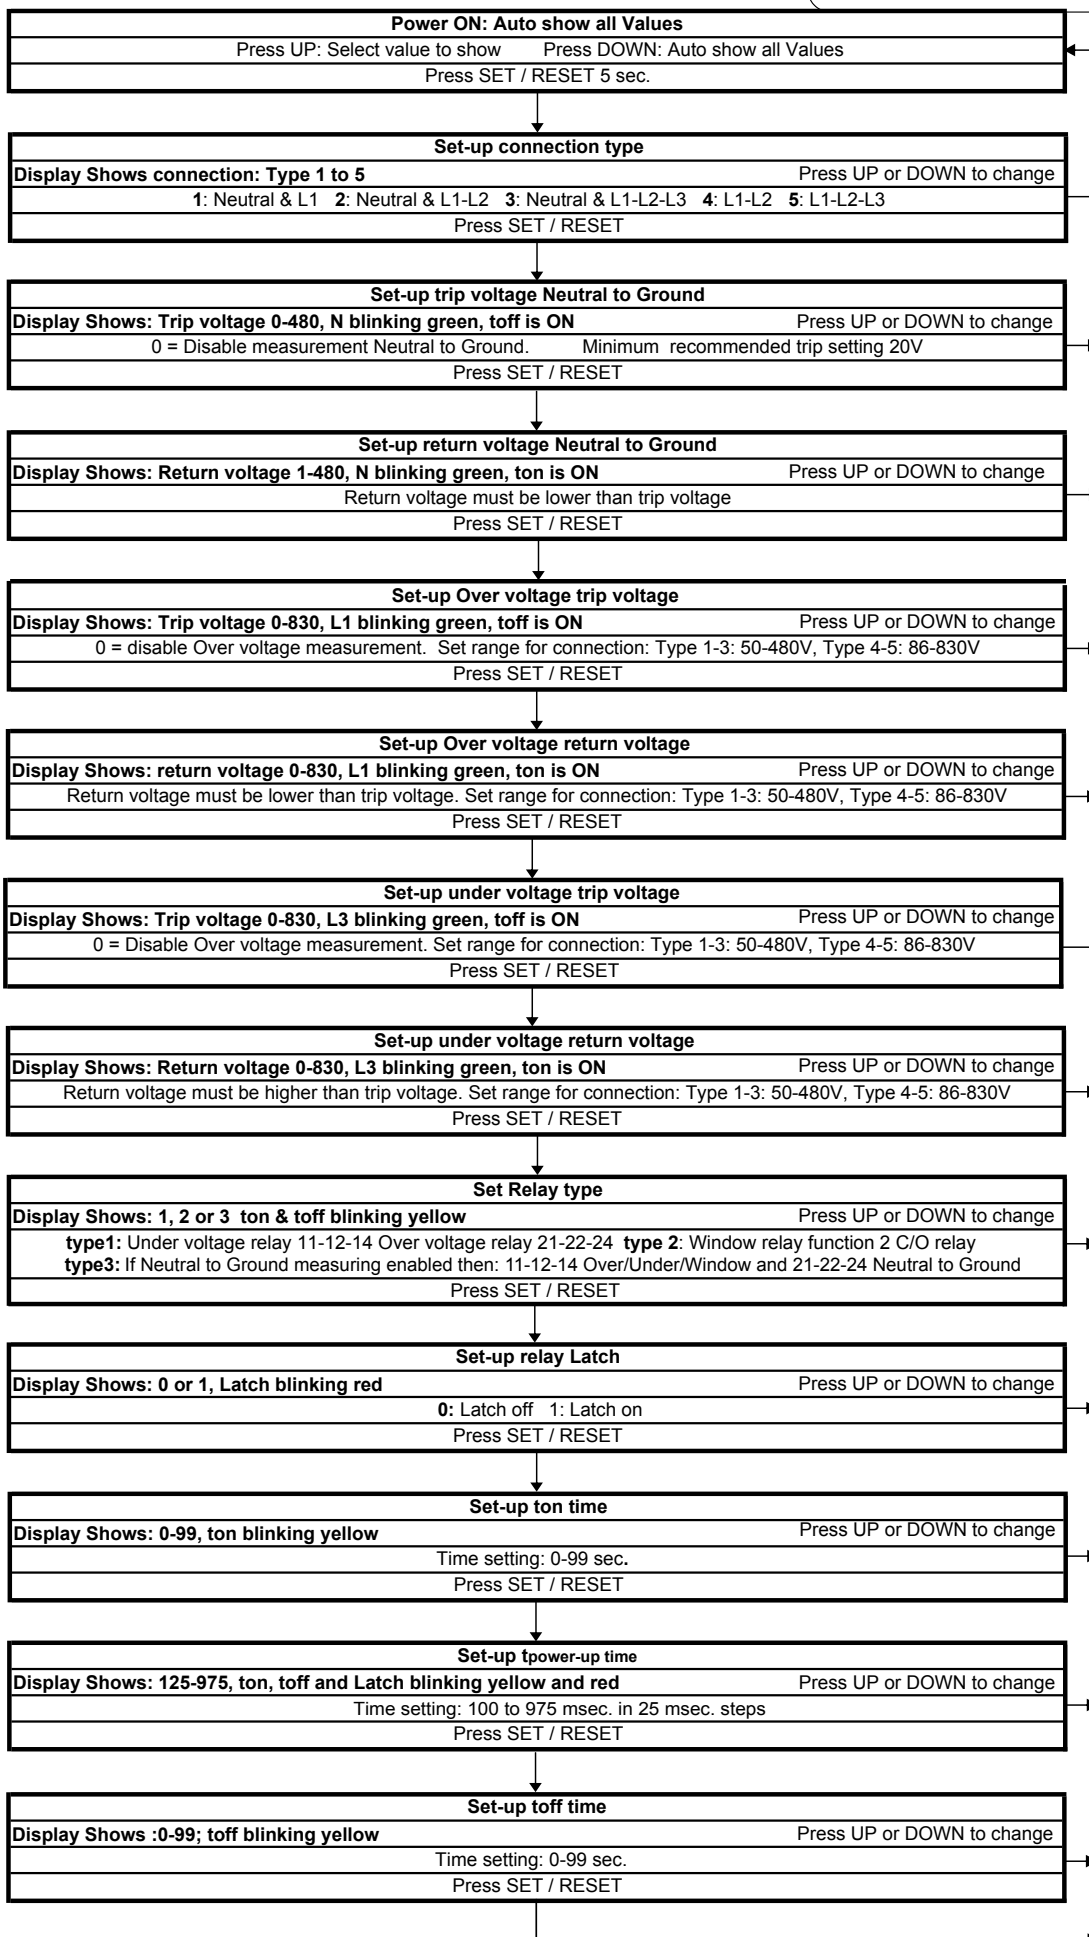 Power ON: Auto show all Values
Press UP: Select value to show Press DOWN: Auto show all Values
Press SET / RESET 5 sec.
Set-up connection type
Display Shows connection: Type 1 to 5 Press UP or DOWN to change
1: Neutral & L1 2: Neutral & L1-L2 3: Neutral & L1-L2-L3 4: L1-L2 5: L1-L2-L3
Press SET / RESET
Set-up trip voltage Neutral to Ground
Display Shows: Trip voltage 0-480, N blinking green, toff is ON Press UP or DOWN to change
0 = Disable measurement Neutral to Ground. Minimum recommended trip setting 20V
Press SET / RESET
Set-up return voltage Neutral to Ground
Display Shows: Return voltage 1-480, N blinking green, ton is ON Press UP or DOWN to change
Return voltage must be lower than trip voltage
Press SET / RESET
Set-up Over voltage trip voltage
Display Shows: Trip voltage 0-830, L1 blinking green, toff is ON Press UP or DOWN to change
0 = disable Over voltage measurement. Set range for connection: Type 1-3: 50-480V, Type 4-5: 86-830V
Press SET / RESET
Set-up Over voltage return voltage
Display Shows: return voltage 0-830, L1 blinking green, ton is ON Press UP or DOWN to change
Return voltage must be lower than trip voltage. Set range for connection: Type 1-3: 50-480V, Type 4-5: 86-830V
Press SET / RESET
Set-up under voltage trip voltage
Display Shows: Trip voltage 0-830, L3 blinking green, toff is ON Press UP or DOWN to change
0 = Disable Over voltage measurement. Set range for connection: Type 1-3: 50-480V, Type 4-5: 86-830V
Press SET / RESET
Set-up under voltage return voltage
Display Shows: Return voltage 0-830, L3 blinking green, ton is ON Press UP or DOWN to change
Return voltage must be higher than trip voltage. Set range for connection: Type 1-3: 50-480V, Type 4-5: 86-830V
Press SET / RESET
Set Relay type
Display Shows: 1, 2 or 3 ton & toff blinking yellow Press UP or DOWN to change
type1: Under voltage relay 11-12-14 Over voltage relay 21-22-24 type 2: Window relay function 2 C/O relay
type3: If Neutral to Ground measuring enabled then: 11-12-14 Over/Under/Window and 21-22-24 Neutral to Ground
Press SET / RESET
Set-up relay Latch
Display Shows: 0 or 1, Latch blinking red Press UP or DOWN to change
0: Latch off 1: Latch on
Press SET / RESET
Set-up ton time
Display Shows: 0-99, ton blinking yellow Press UP or DOWN to change
Time setting: 0-99 sec.
Press SET / RESET
Set-up tpower-up time
Display Shows: 125-975, ton, toff and Latch blinking yellow and red Press UP or DOWN to change
Time setting: 100 to 975 msec. in 25 msec. steps
Press SET / RESET
Set-up toff time
Display Shows :0-99; toff blinking yellow Press UP or DOWN to change
Time setting: 0-99 sec.
Press SET / RESET